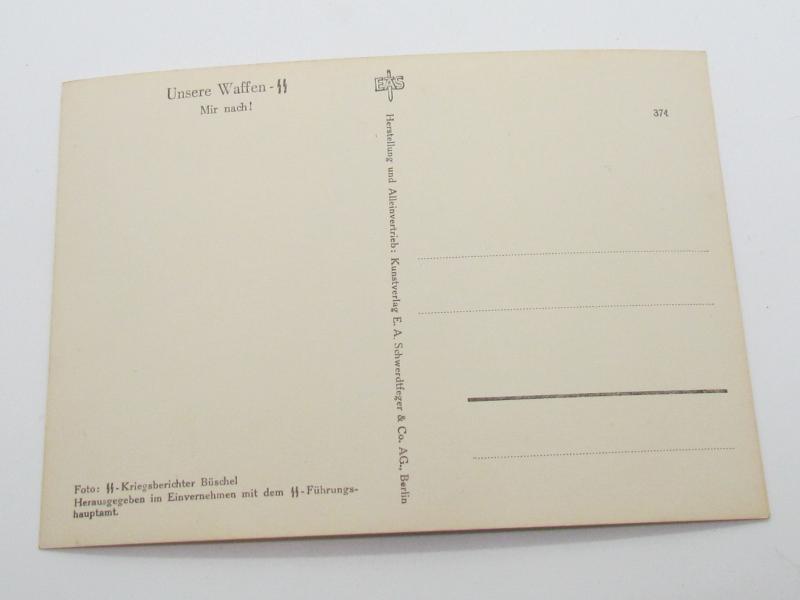 Unsere Waffen-ᛋᛋ
Mir nach!
EAS
374
Herstellung und Alleinvertrieb: Kunstverlag E. A. Schwerdtfeger & Co. AG., Berlin
Foto: ᛋᛋ-Kriegsberichter Büschel
Herausgegeben im Einvernehmen mit dem ᛋᛋ-Führungs-
hauptamt.